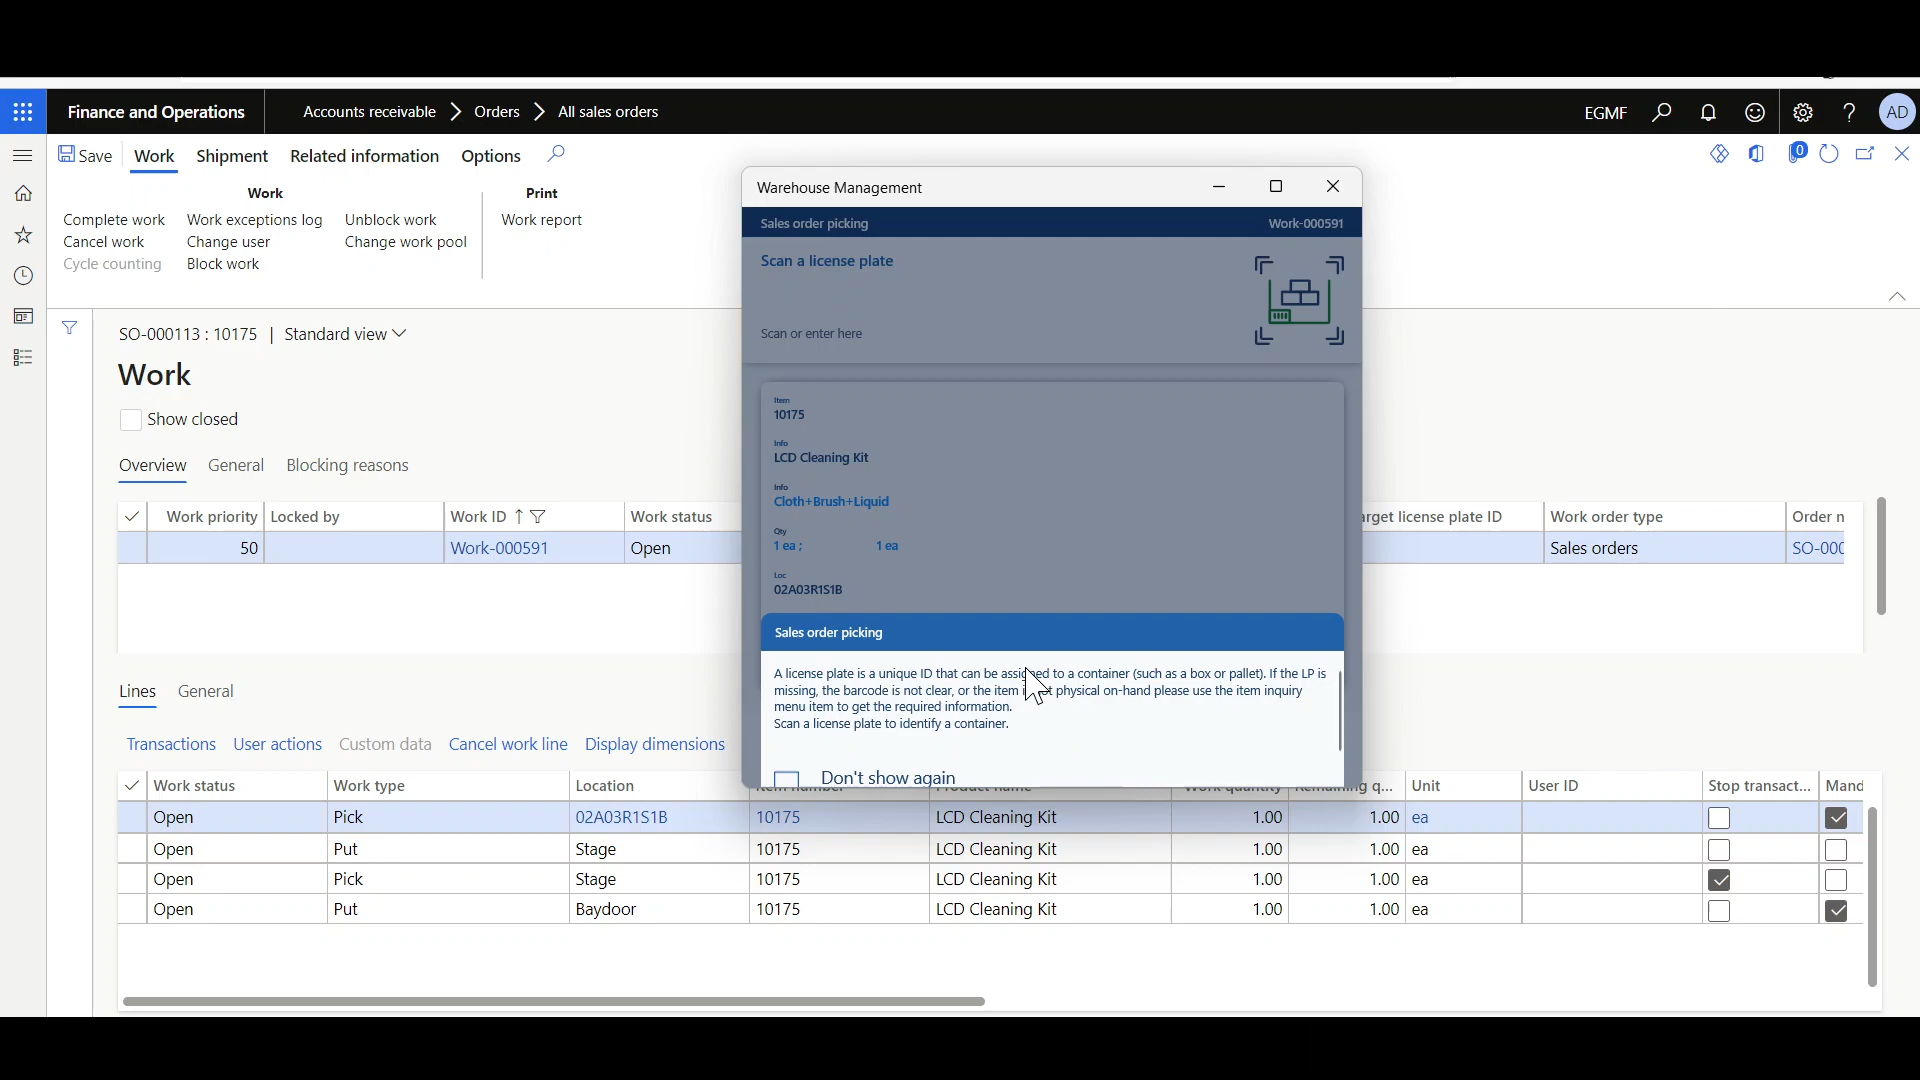 Finance and Operations
Accounts receivable
Orders
All sales orders
EGMF
AD
Save
Work
Shipment
Related information
Options
0
Work
Complete work
Cancel work
Cycle counting
Work exceptions log
Change user
Block work
Unblock work
Change work pool
Print
Work report
SO-000113 : 10175 | Standard view
Work
Show closed
Overview General Blocking reasons
Work priority Locked by Work ID Work status
50 Work-000591 Open
arget license plate ID Work order type Order n
Sales orders SO-000
Warehouse Management
Sales order picking Work-000591
Scan a license plate
Scan or enter here
Item
10175
Info
LCD Cleaning Kit
Info
Cloth+Brush+Liquid
Qty
1 ea ; 1 ea
Loc
02A03R1S1B
Sales order picking
A license plate is a unique ID that can be assigned to a container (such as a box or pallet). If the LP is
missing, the barcode is not clear, or the item physical on-hand please use the item inquiry
menu item to get the required information.
Scan a license plate to identify a container.
Don't show again
Lines General
Transactions User actions Custom data Cancel work line Display dimensions
Work status Work type Location Item number Product name Work quantity Remaining q... Unit User ID Stop transact... Mand
Open Pick 02A03R1S1B 10175 LCD Cleaning Kit 1.00 1.00 ea
Open Put Stage 10175 LCD Cleaning Kit 1.00 1.00 ea
Open Pick Stage 10175 LCD Cleaning Kit 1.00 1.00 ea
Open Put Baydoor 10175 LCD Cleaning Kit 1.00 1.00 ea